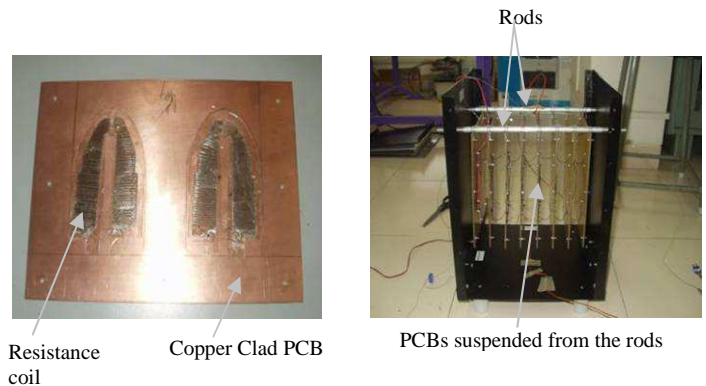 Rods
Resistance
coil
Copper Clad PCB
PCBs suspended from the rods